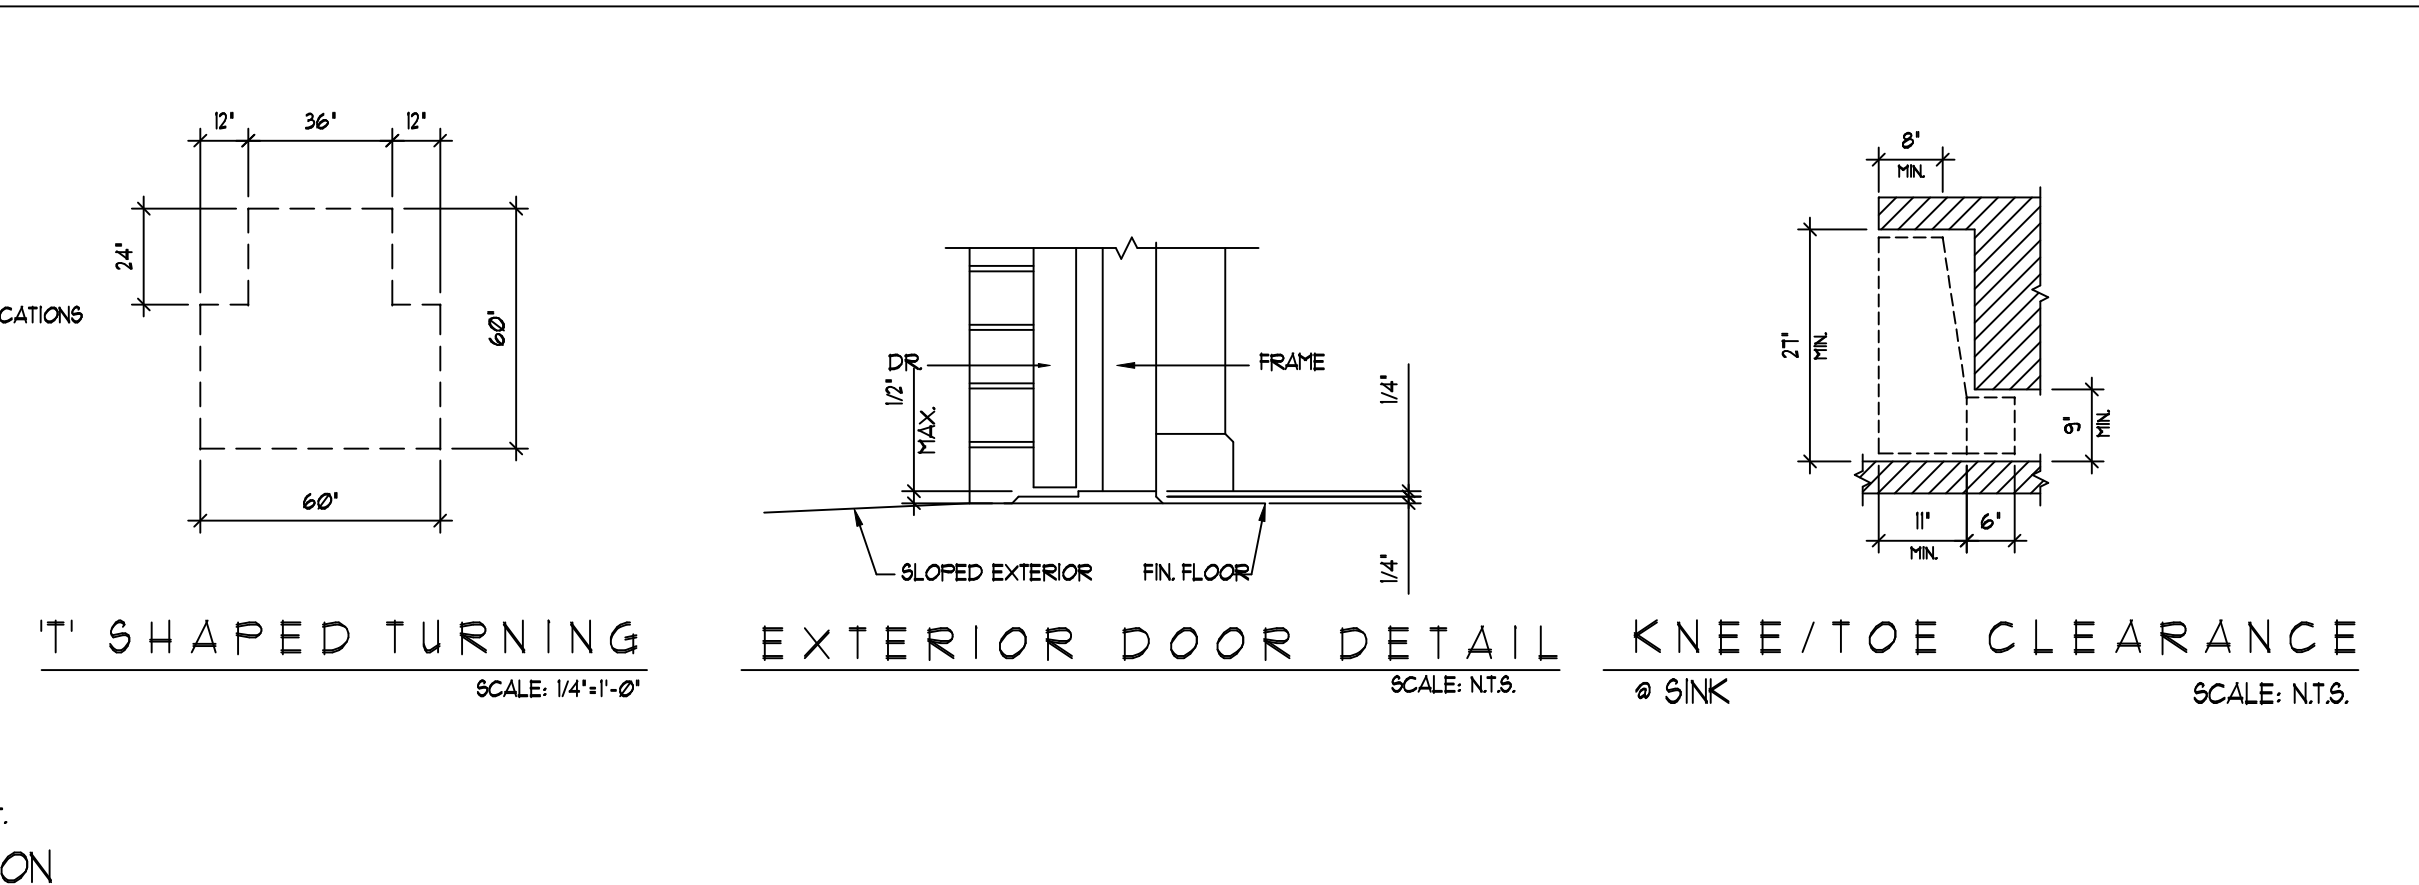 12" 36" 12"
24"
60"
60"
CATIONS
'T' SHAPED TURNING
SCALE: 1/4"=1'-0"
DR.
FRAME
1/2"
MAX.
1/4"
1/4"
SLOPED EXTERIOR
FIN. FLOOR
EXTERIOR DOOR DETAIL
SCALE: N.T.S.
8"
MIN.
27"
MIN.
9"
MIN.
11"
MIN.
6"
KNEE/TOE CLEARANCE
@ SINK
SCALE: N.T.S.
ON